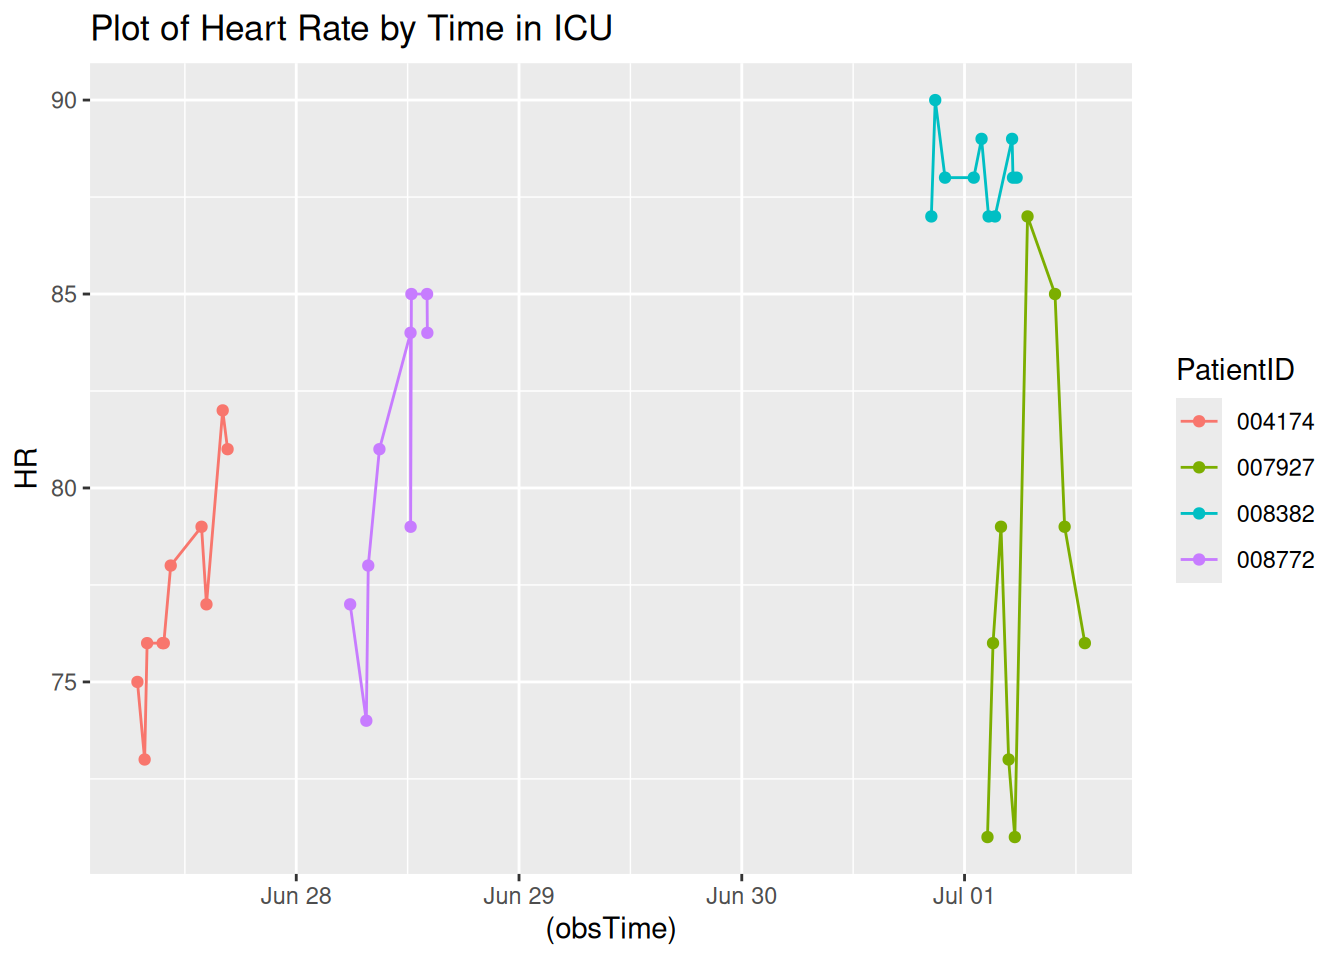 Plot of Heart Rate by Time in ICU
90
85
80
75
HR
Jun 28
Jun 29
Jun 30
Jul 01
(obsTime)
PatientID
004174
007927
008382
008772